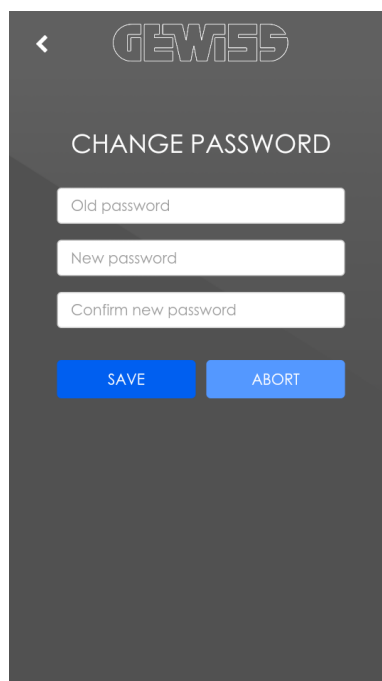 GEWISS
CHANGE PASSWORD
Old password
New password
Confirm new password
SAVE ABORT